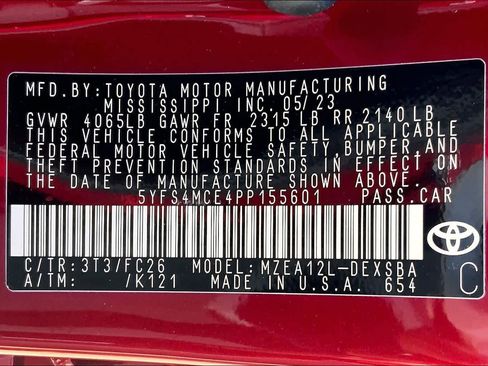 MFD. BY: TOYOTA MOTOR MANUFACTURING
MISSISSIPPI INC. 05/23
GVWR 4065LB GAWR FR 2315 LB RR 2140 LB
THIS VEHICLE CONFORMS TO ALL APPLICABLE
FEDERAL MOTOR VEHICLE SAFETY, BUMPER, AND
THEFT PREVENTION STANDARDS IN EFFECT ON
THE DATE OF MANUFACTURE SHOWN ABOVE.
5YFS4MCE4PP155601 PASS. CAR
C/TR: 3T3/FC26 MODEL: MZEA12L-DEXSBA
A/TM: /K121 MADE IN U.S.A. 654
C